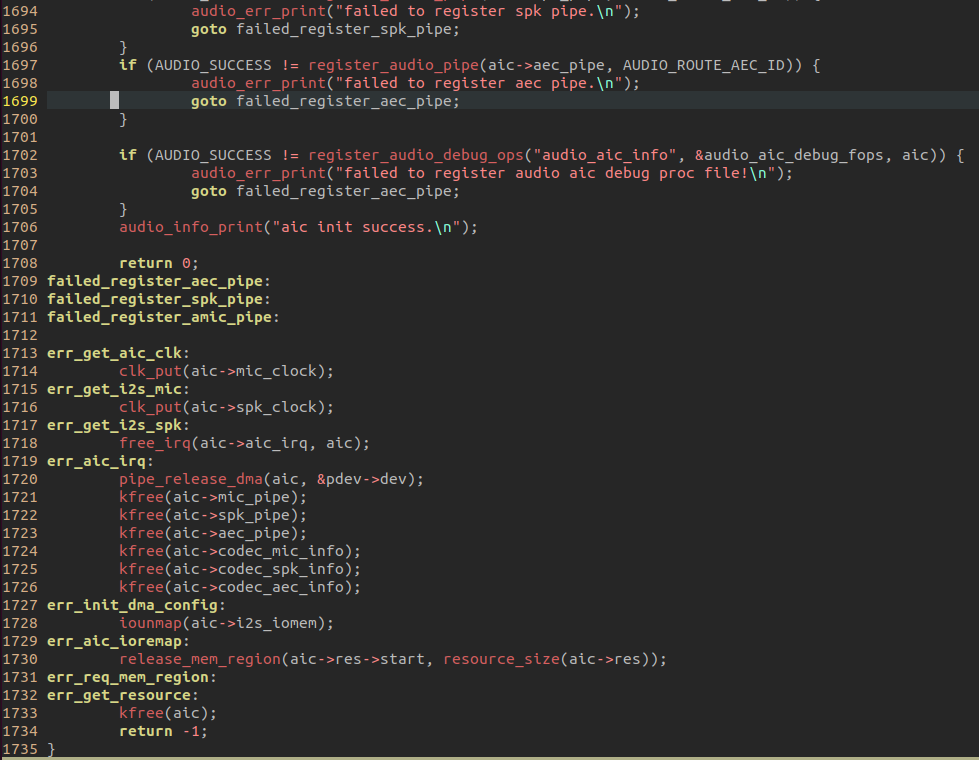 1694                 audio_err_print("failed to register spk pipe.\n");
1695                 goto failed_register_spk_pipe;
1696         }
1697         if (AUDIO_SUCCESS != register_audio_pipe(aic->aec_pipe, AUDIO_ROUTE_AEC_ID)) {
1698                 audio_err_print("failed to register aec pipe.\n");
1699                 goto failed_register_aec_pipe;
1700         }
1701
1702         if (AUDIO_SUCCESS != register_audio_debug_ops("audio_aic_info", &audio_aic_debug_fops, aic)) {
1703                 audio_err_print("failed to register audio aic debug proc file!\n");
1704                 goto failed_register_aec_pipe;
1705         }
1706         audio_info_print("aic init success.\n");
1707
1708         return 0;
1709 failed_register_aec_pipe:
1710 failed_register_spk_pipe:
1711 failed_register_amic_pipe:
1712
1713 err_get_aic_clk:
1714         clk_put(aic->mic_clock);
1715 err_get_i2s_mic:
1716         clk_put(aic->spk_clock);
1717 err_get_i2s_spk:
1718         free_irq(aic->aic_irq, aic);
1719 err_aic_irq:
1720         pipe_release_dma(aic, &pdev->dev);
1721         kfree(aic->mic_pipe);
1722         kfree(aic->spk_pipe);
1723         kfree(aic->aec_pipe);
1724         kfree(aic->codec_mic_info);
1725         kfree(aic->codec_spk_info);
1726         kfree(aic->codec_aec_info);
1727 err_init_dma_config:
1728         iounmap(aic->i2s_iomem);
1729 err_aic_ioremap:
1730         release_mem_region(aic->res->start, resource_size(aic->res));
1731 err_req_mem_region:
1732 err_get_resource:
1733         kfree(aic);
1734         return -1;
1735 }